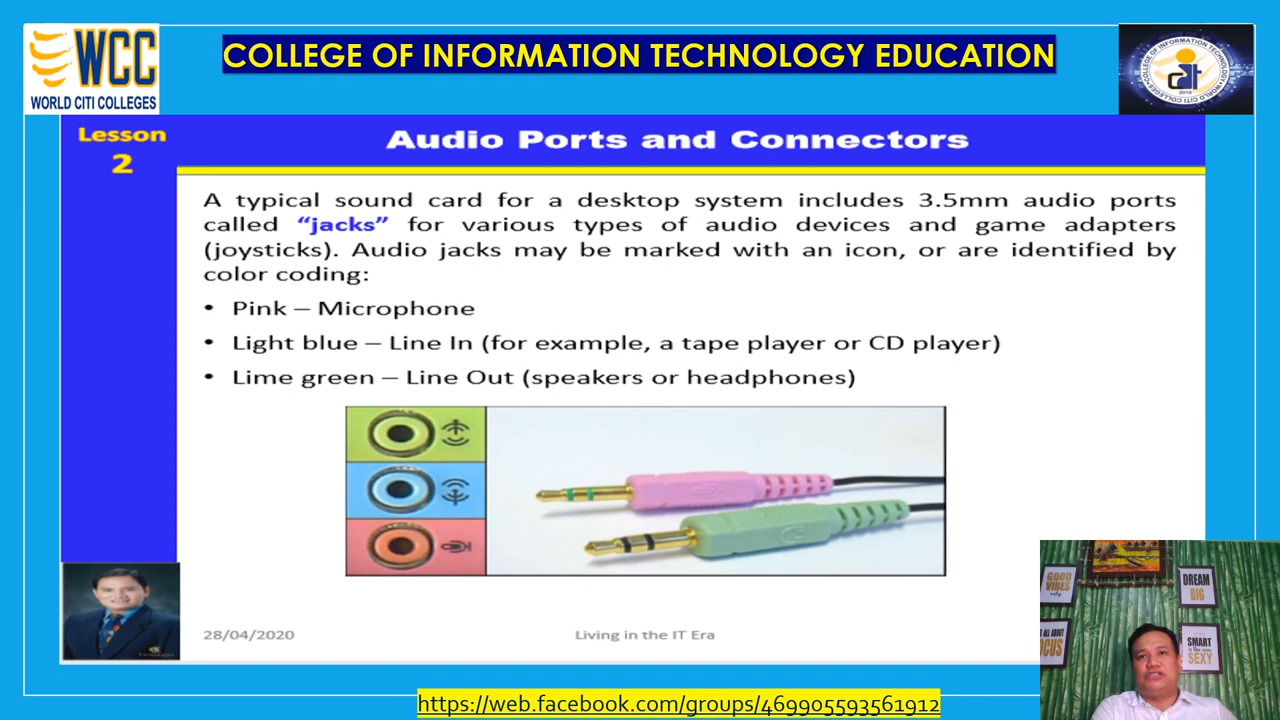 WCC
WORLD CITI COLLEGES
COLLEGE OF INFORMATION TECHNOLOGY EDUCATION
Lesson
2
Audio Ports and Connectors
A typical sound card for a desktop system includes 3.5mm audio ports
called “jacks” for various types of audio devices and game adapters
(joysticks). Audio jacks may be marked with an icon, or are identified by
color coding:
• Pink – Microphone
• Light blue – Line In (for example, a tape player or CD player)
• Lime green – Line Out (speakers or headphones)
28/04/2020
Living in the IT Era
GOOD
VIBES
only
DREAM
BIG
ALL ABOUT
FOCUS
SMART
is the new
SEXY
https://web.facebook.com/groups/469905593561912